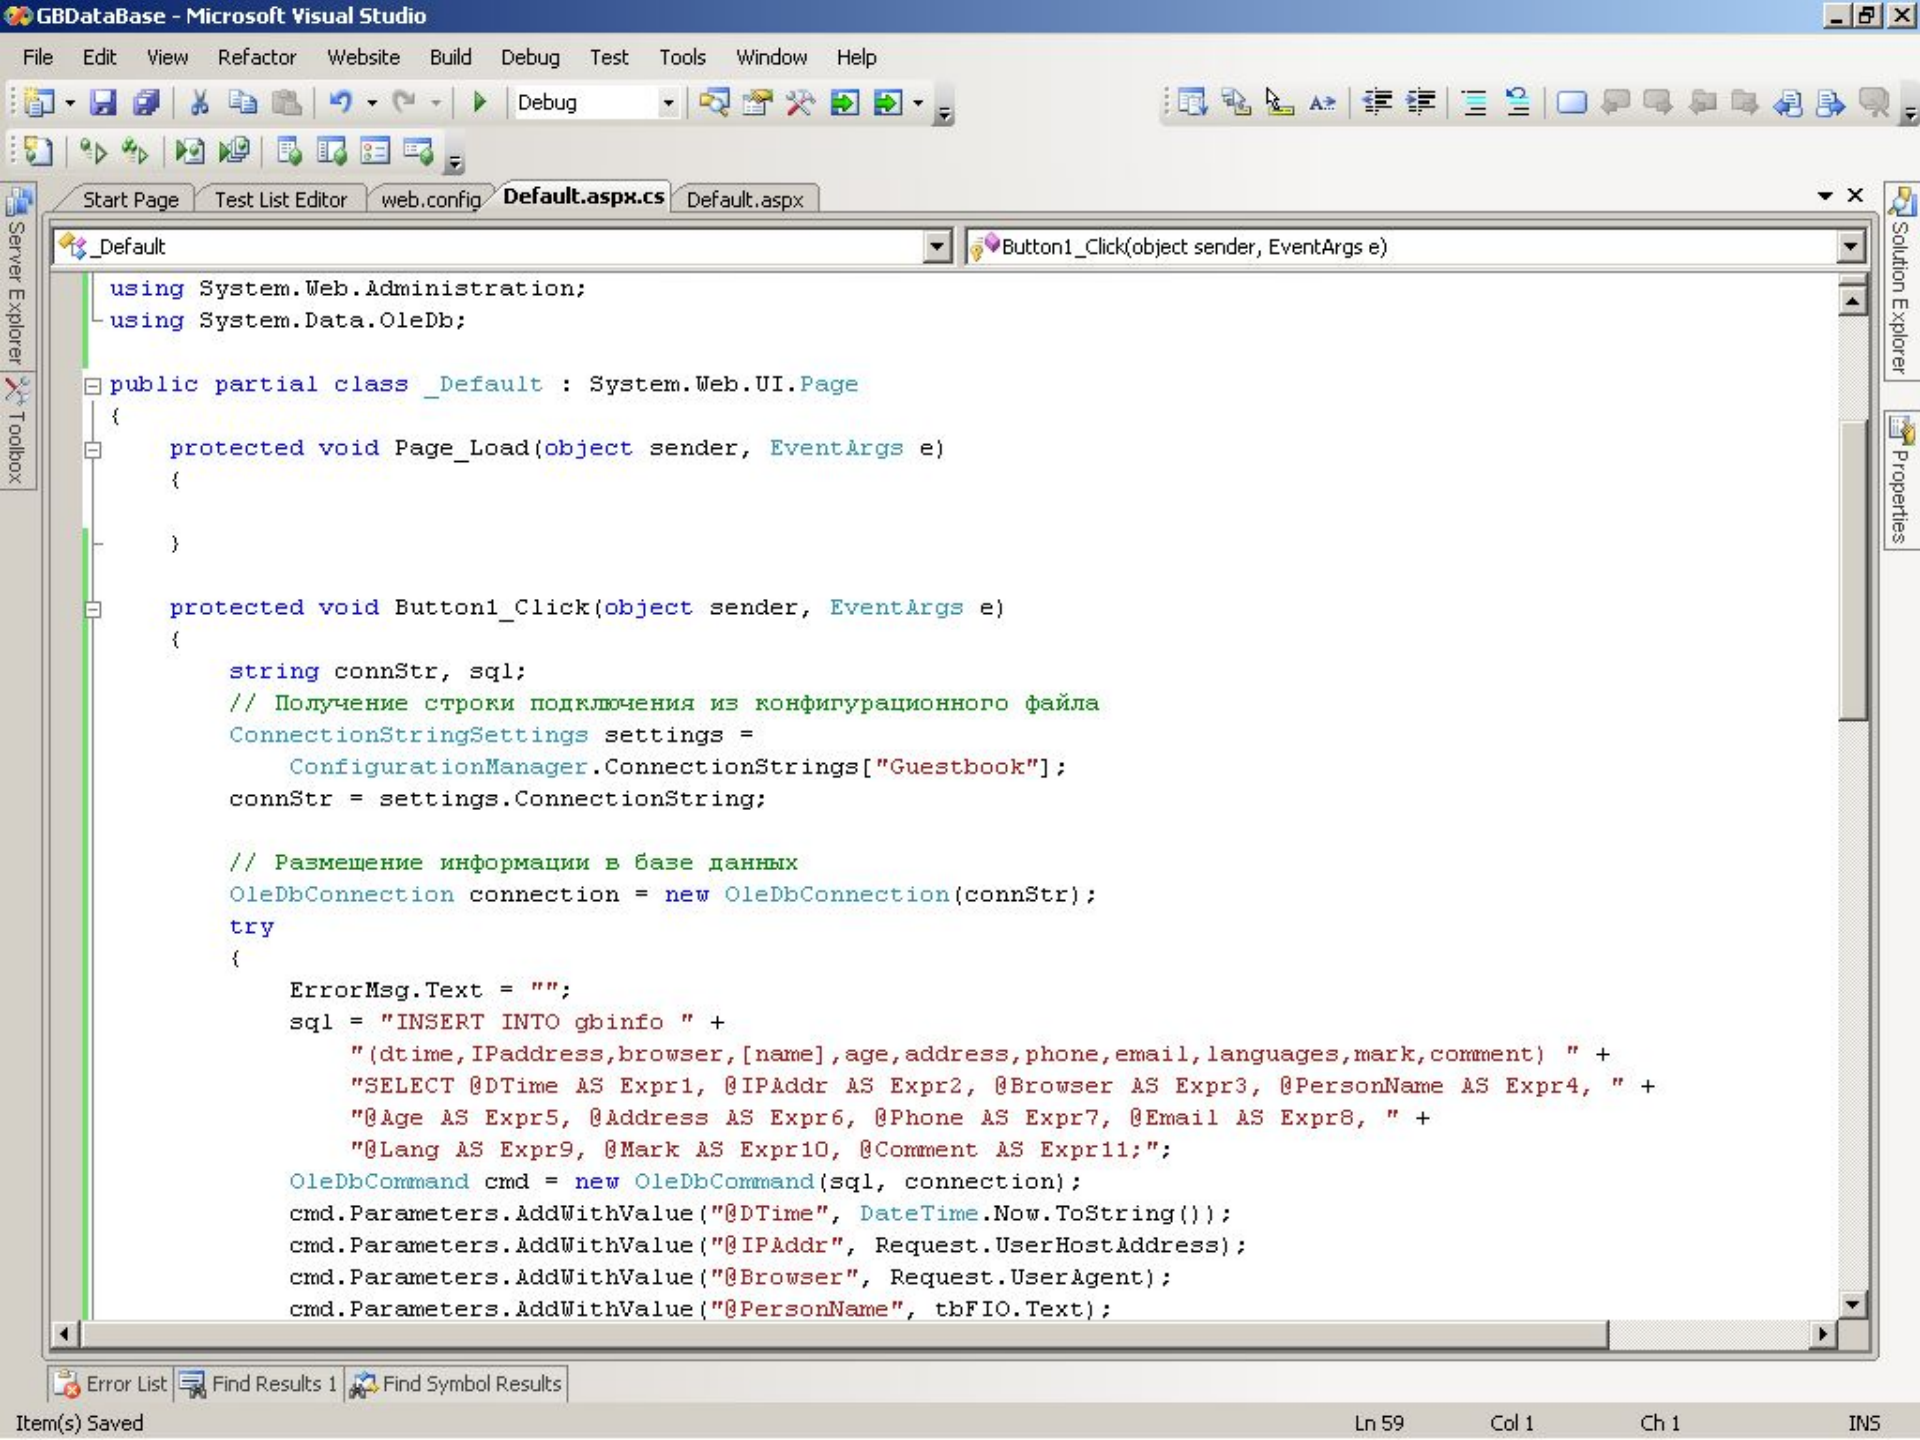 GBDataBase - Microsoft Visual Studio
File Edit View Refactor Website Build Debug Test Tools Window Help
Debug
Start Page Test List Editor web.config Default.aspx.cs Default.aspx
_Default Button1_Click(object sender, EventArgs e)
Server Explorer
Toolbox
Solution Explorer
Properties
using System.Web.Administration;
using System.Data.OleDb;
public partial class _Default : System.Web.UI.Page
{
protected void Page_Load(object sender, EventArgs e)
{
}
protected void Button1_Click(object sender, EventArgs e)
{
string connStr, sql;
// Получение строки подключения из конфигурационного файла
ConnectionStringSettings settings =
ConfigurationManager.ConnectionStrings["Guestbook"];
connStr = settings.ConnectionString;
// Размещение информации в базе данных
OleDbConnection connection = new OleDbConnection(connStr);
try
{
ErrorMsg.Text = "";
sql = "INSERT INTO gbinfo " +
"(dtime,IPaddress,browser,[name],age,address,phone,email,languages,mark,comment) " +
"SELECT @DTime AS Expr1, @IPAddr AS Expr2, @Browser AS Expr3, @PersonName AS Expr4, " +
"@Age AS Expr5, @Address AS Expr6, @Phone AS Expr7, @Email AS Expr8, " +
"@Lang AS Expr9, @Mark AS Expr10, @Comment AS Expr11;";
OleDbCommand cmd = new OleDbCommand(sql, connection);
cmd.Parameters.AddWithValue("@DTime", DateTime.Now.ToString());
cmd.Parameters.AddWithValue("@IPAddr", Request.UserHostAddress);
cmd.Parameters.AddWithValue("@Browser", Request.UserAgent);
cmd.Parameters.AddWithValue("@PersonName", tbFIO.Text);
Error List Find Results 1 Find Symbol Results
Item(s) Saved Ln 59 Col 1 Ch 1 INS